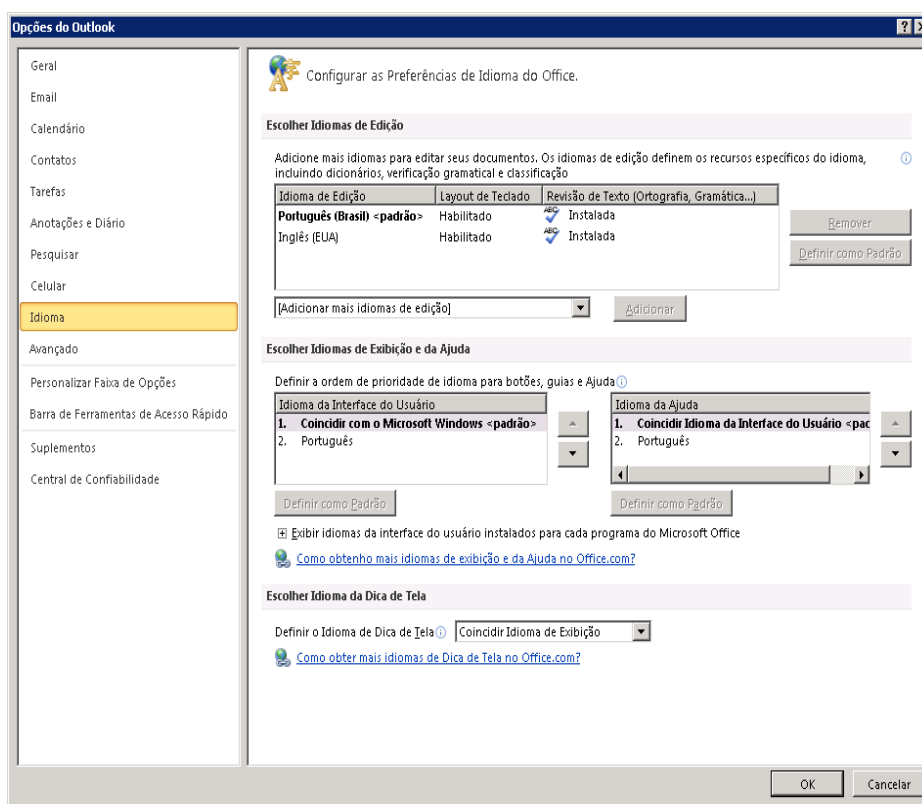 Opções do Outlook
Geral
Email
Calendário
Contatos
Tarefas
Anotações e Diário
Pesquisar
Celular
Idioma
Avançado
Personalizar Faixa de Opções
Barra de Ferramentas de Acesso Rápido
Suplementos
Central de Confiabilidade
Configurar as Preferências de Idioma do Office.
Escolher Idiomas de Edição
Adicione mais idiomas para editar seus documentos. Os idiomas de edição definem os recursos específicos do idioma,
incluindo dicionários, verificação gramatical e classificação
Idioma de Edição Layout de Teclado Revisão de Texto (Ortografia, Gramática...)
Português (Brasil) <padrão> Habilitado Instalada
Inglês (EUA) Habilitado Instalada
Remover
Definir como Padrão
[Adicionar mais idiomas de edição] Adicionar
Escolher Idiomas de Exibição e da Ajuda
Definir a ordem de prioridade de idioma para botões, guias e Ajuda
Idioma da Interface do Usuário
1. Coincidir com o Microsoft Windows <padrão>
2. Português
Definir como Padrão
Idioma da Ajuda
1. Coincidir Idioma da Interface do Usuário <pac
2. Português
Definir como Padrão
Exibir idiomas da interface do usuário instalados para cada programa do Microsoft Office
Como obtenho mais idiomas de exibição e da Ajuda no Office.com?
Escolher Idioma da Dica de Tela
Definir o Idioma de Dica de Tela Coincidir Idioma de Exibição
Como obter mais idiomas de Dica de Tela no Office.com?
OK Cancelar